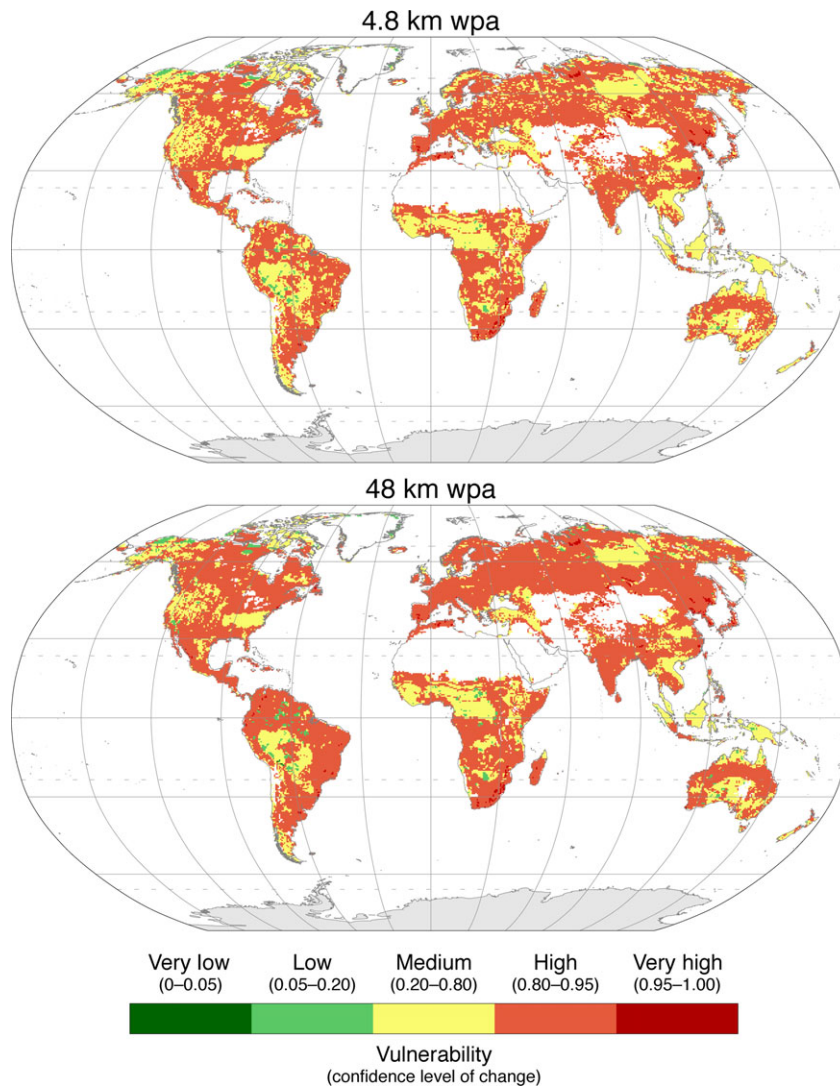 4.8 km wpa
48 km wpa
Very low Low Medium High Very high
(0–0.05) (0.05–0.20) (0.20–0.80) (0.80–0.95) (0.95–1.00)
Vulnerability
(confidence level of change)